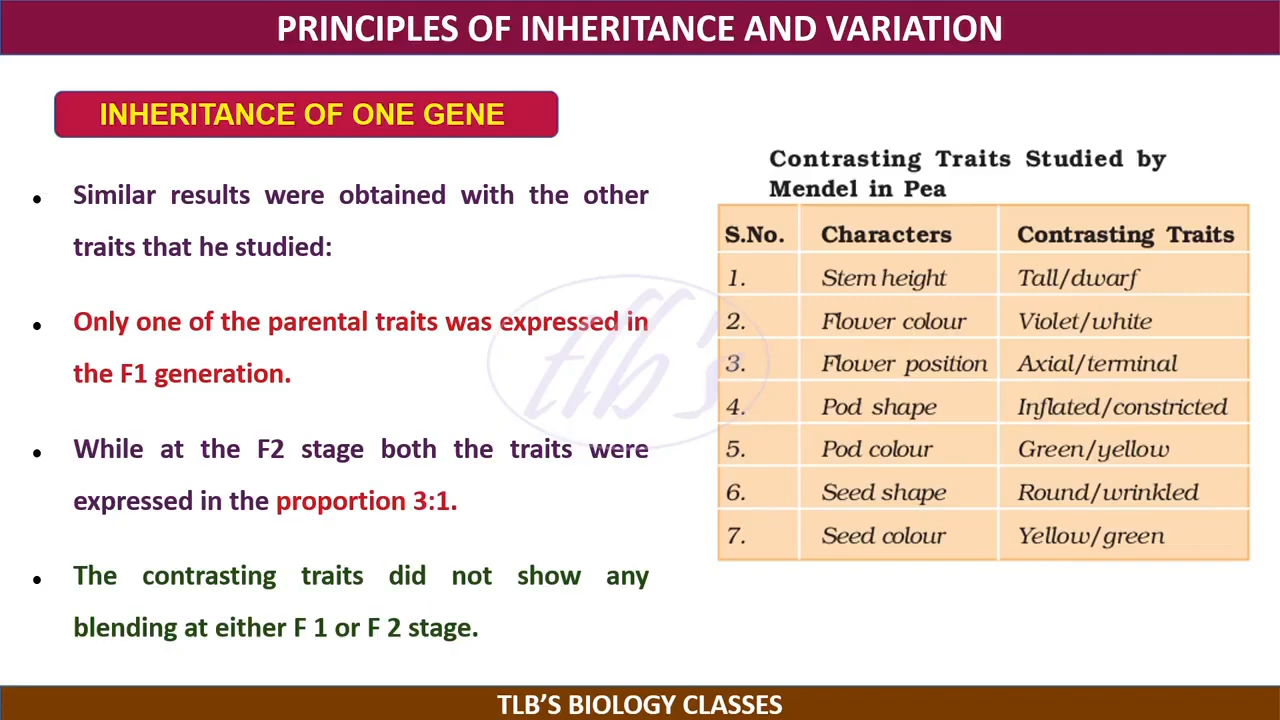 PRINCIPLES OF INHERITANCE AND VARIATION
INHERITANCE OF ONE GENE
• Similar results were obtained with the other
traits that he studied:
• Only one of the parental traits was expressed in
the F1 generation.
• While at the F2 stage both the traits were
expressed in the proportion 3:1.
• The contrasting traits did not show any
blending at either F 1 or F 2 stage.
Contrasting Traits Studied by
Mendel in Pea
S.No. Characters Contrasting Traits
1. Stem height Tall/dwarf
2. Flower colour Violet/white
3. Flower position Axial/terminal
4. Pod shape Inflated/constricted
5. Pod colour Green/yellow
6. Seed shape Round/wrinkled
7. Seed colour Yellow/green
tlb's
TLB’S BIOLOGY CLASSES